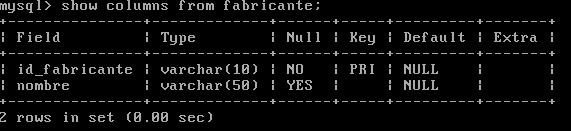 mysql> show columns from fabricante;
+---------------+-------------+------+-----+---------+-------+
| Field         | Type        | Null | Key | Default | Extra |
+---------------+-------------+------+-----+---------+-------+
| id_fabricante | varchar(10) | NO   | PRI | NULL    |       |
| nombre        | varchar(50) | YES  |     | NULL    |       |
+---------------+-------------+------+-----+---------+-------+
2 rows in set (0.00 sec)